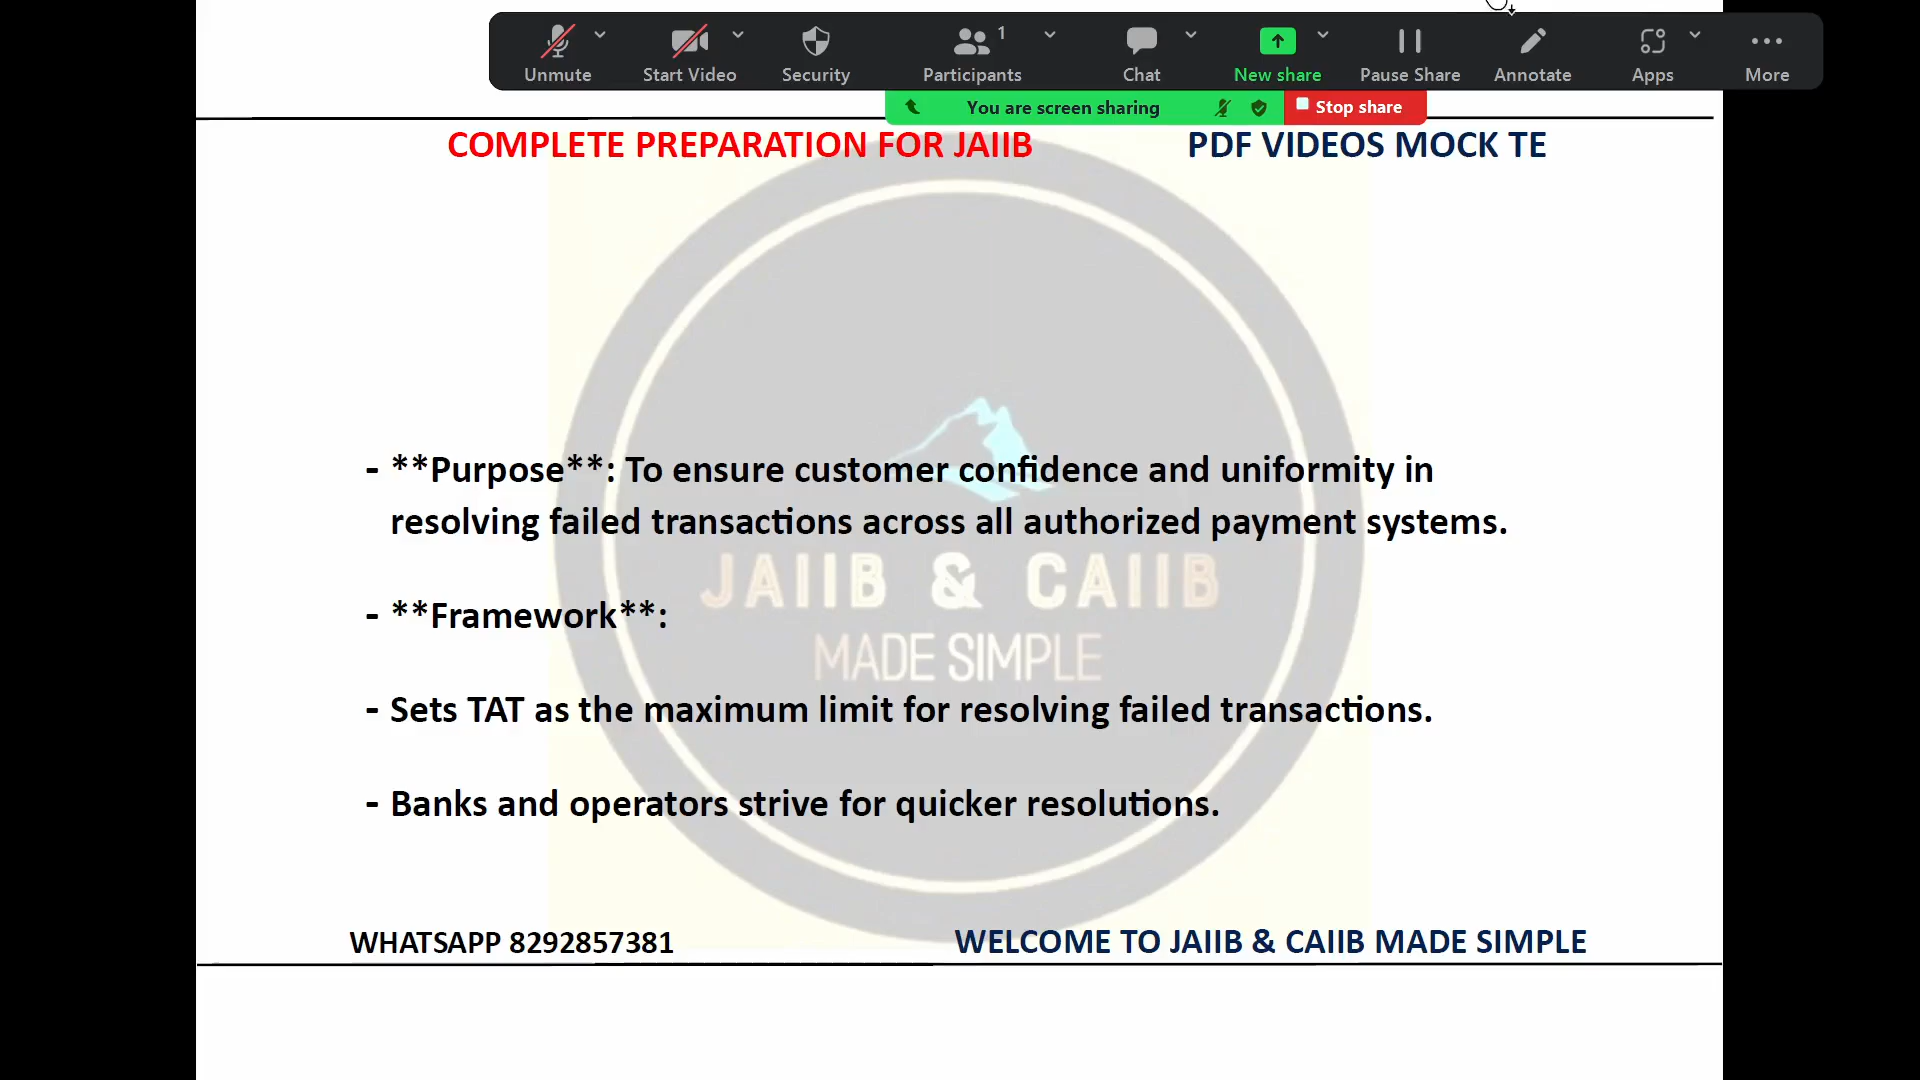 Unmute
Start Video
Security
Participants 1
Chat
New share
Pause Share
Annotate
Apps
More
You are screen sharing
Stop share
COMPLETE PREPARATION FOR JAIIB PDF VIDEOS MOCK TE
- **Purpose**: To ensure customer confidence and uniformity in
resolving failed transactions across all authorized payment systems.
- **Framework**:
- Sets TAT as the maximum limit for resolving failed transactions.
- Banks and operators strive for quicker resolutions.
JAIIB & CAIIB
MADE SIMPLE
WHATSAPP 8292857381 WELCOME TO JAIIB & CAIIB MADE SIMPLE